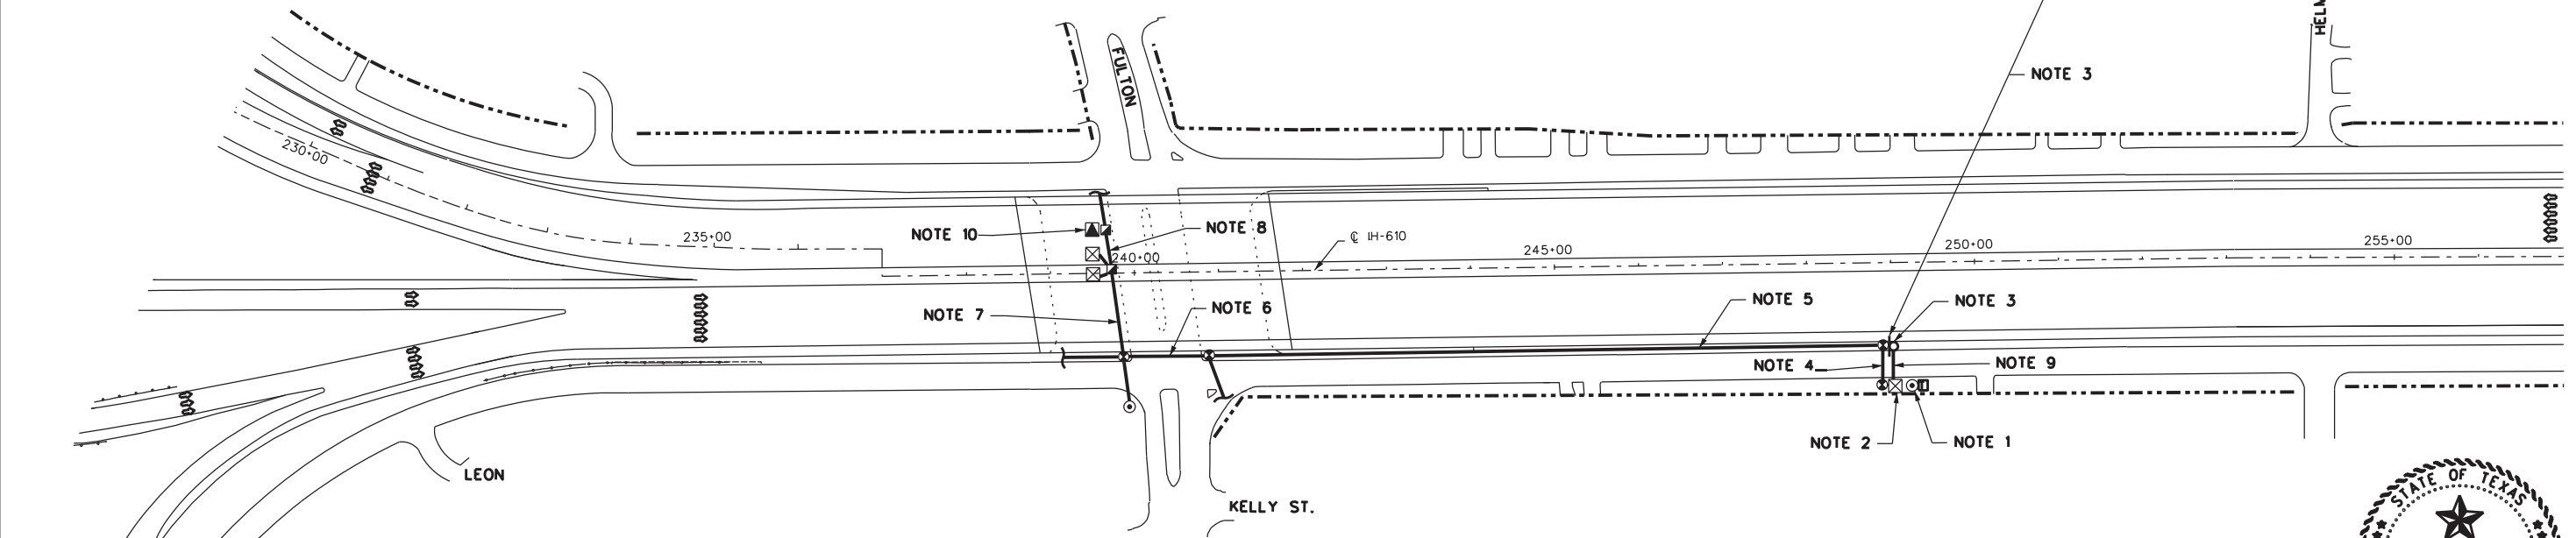 HELM
FULTON
NOTE 3
230+00
235+00
NOTE 10
NOTE 8
℄ IH-610
240+00
245+00
250+00
255+00
NOTE 7
NOTE 6
NOTE 5
NOTE 3
NOTE 4
NOTE 9
NOTE 2
NOTE 1
LEON
KELLY ST.
STATE OF TEXAS